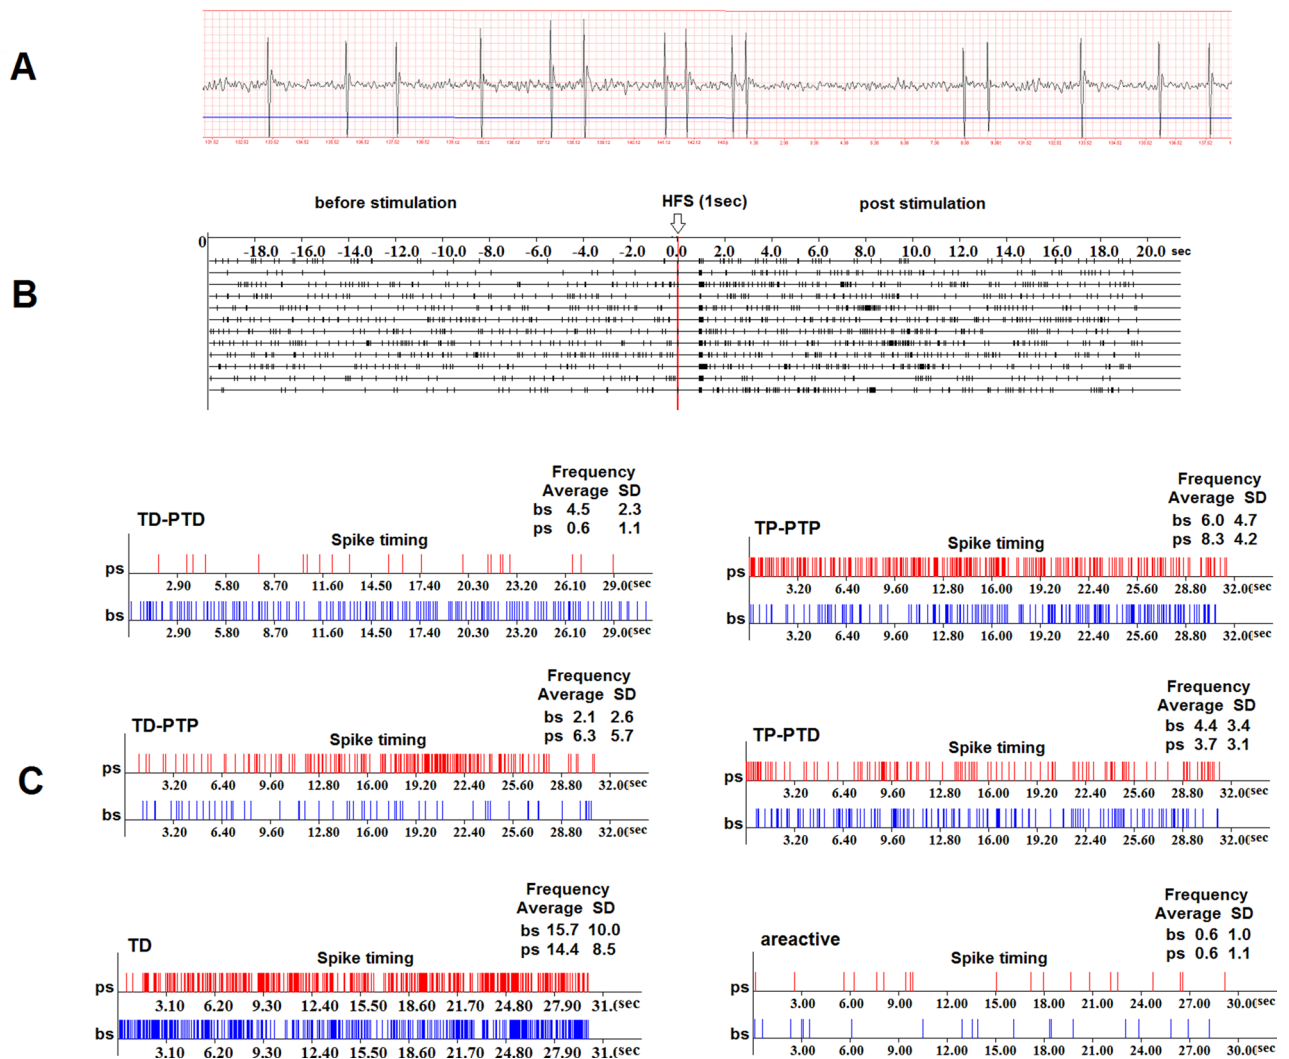 A
before stimulation HFS (1sec) post stimulation
B
0 -18.0 -16.0 -14.0 -12.0 -10.0 -8.0 -6.0 -4.0 -2.0 0.0 2.0 4.0 6.0 8.0 10.0 12.0 14.0 16.0 18.0 20.0 sec
C
Frequency
Average SD
bs 4.5 2.3
ps 0.6 1.1
TD-PTD
Spike timing
ps
2.90 5.80 8.70 11.60 14.50 17.40 20.30 23.20 26.10 29.00 (sec
bs
2.90 5.80 8.70 11.60 14.50 17.40 20.30 23.20 26.10 29.00 (sec
Frequency
Average SD
bs 6.0 4.7
ps 8.3 4.2
TP-PTP
Spike timing
ps
3.20 6.40 9.60 12.80 16.00 19.20 22.40 25.60 28.80 32.00 (sec
bs
3.20 6.40 9.60 12.80 16.00 19.20 22.40 25.60 28.80 32.00 (sec
Frequency
Average SD
bs 2.1 2.6
ps 6.3 5.7
TD-PTP
Spike timing
ps
3.20 6.40 9.60 12.80 16.00 19.20 22.40 25.60 28.80 32.00 (sec
bs
3.20 6.40 9.60 12.80 16.00 19.20 22.40 25.60 28.80 32.00 (sec
Frequency
Average SD
bs 4.4 3.4
ps 3.7 3.1
TP-PTD
Spike timing
ps
3.20 6.40 9.60 12.80 16.00 19.20 22.40 25.60 28.80 32.00 (sec
bs
3.20 6.40 9.60 12.80 16.00 19.20 22.40 25.60 28.80 32.00 (sec
Frequency
Average SD
bs 15.7 10.0
ps 14.4 8.5
TD
Spike timing
ps
3.10 6.20 9.30 12.40 15.50 18.60 21.70 24.80 27.90 31.0 (sec
bs
3.10 6.20 9.30 12.40 15.50 18.60 21.70 24.80 27.90 31.0 (sec
Frequency
Average SD
bs 0.6 1.0
ps 0.6 1.1
areactive
Spike timing
ps
3.00 6.00 9.00 12.00 15.00 18.00 21.00 24.00 27.00 30.00 (sec
bs
3.00 6.00 9.00 12.00 15.00 18.00 21.00 24.00 27.00 30.00 (sec